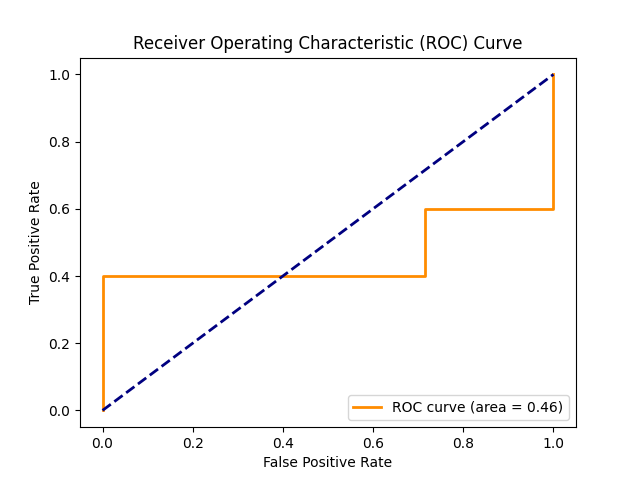 Receiver Operating Characteristic (ROC) Curve
True Positive Rate
1.0
0.8
0.6
0.4
0.2
0.0
ROC curve (area = 0.46)
0.0 0.2 0.4 0.6 0.8 1.0
False Positive Rate